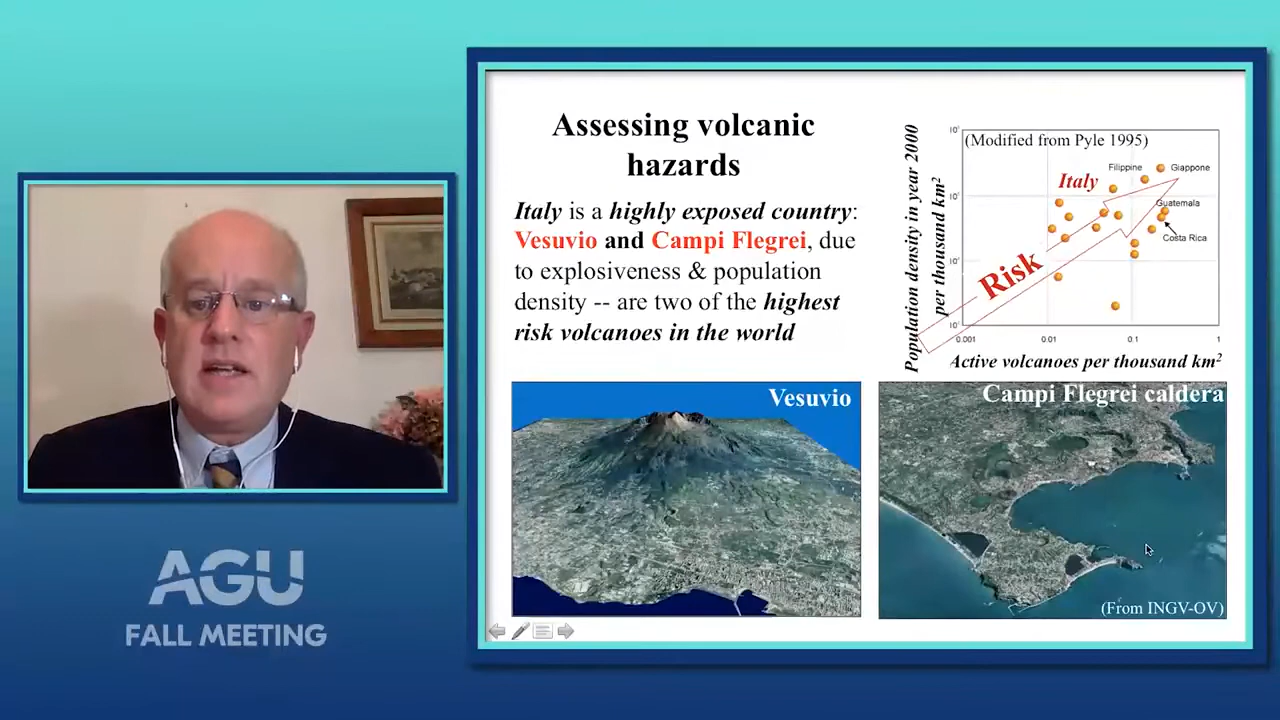 AGU
FALL MEETING
Assessing volcanic
hazards
Italy is a highly exposed country:
Vesuvio and Campi Flegrei, due
to explosiveness & population
density -- are two of the highest
risk volcanoes in the world
Population density in year 2000
per thousand km²
(Modified from Pyle 1995)
Filippine
Giappone
Italy
Guatemala
Costa Rica
Risk
0.001
0.01
0.1
1
Active volcanoes per thousand km²
Vesuvio
Campi Flegrei caldera
(From INGV-OV)